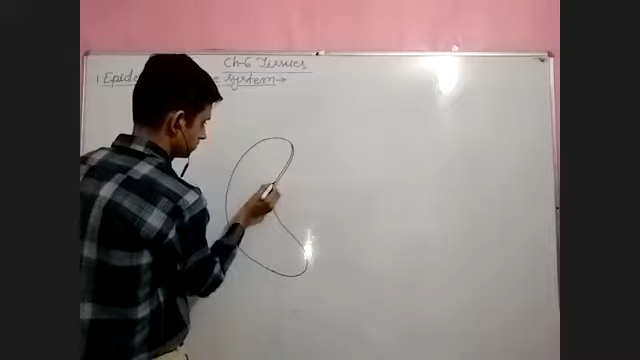 Ch-6 Tissues
1 Epide system→